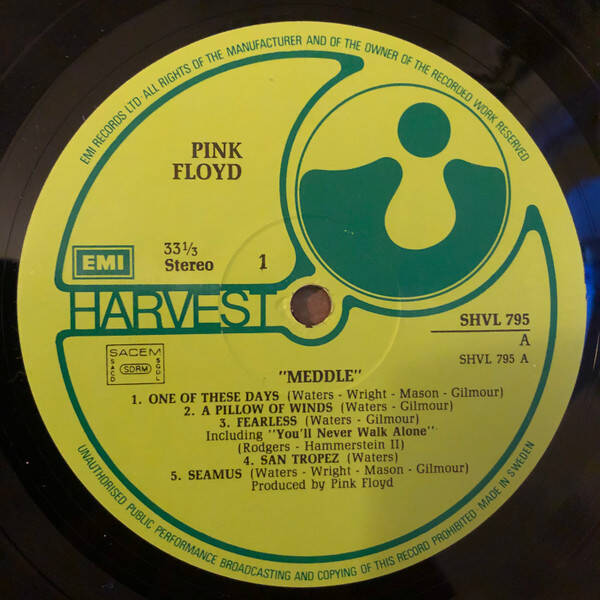 EMI RECORDS LTD · ALL RIGHTS OF THE MANUFACTURER AND OF THE OWNER OF THE RECORDED WORK RESERVED
PINK
FLOYD
EMI
33⅓
Stereo
1
HARVEST
SHVL 795
A
SHVL 795 A
SACEM
SACD
SDRM
SGDL
"MEDDLE"
1. ONE OF THESE DAYS (Waters - Wright - Mason - Gilmour)
2. A PILLOW OF WINDS (Waters - Gilmour)
3. FEARLESS (Waters - Gilmour)
Including "You'll Never Walk Alone"
(Rodgers - Hammerstein II)
4. SAN TROPEZ (Waters)
5. SEAMUS (Waters - Wright - Mason - Gilmour)
Produced by Pink Floyd
UNAUTHORISED PUBLIC PERFORMANCE BROADCASTING AND COPYING OF THIS RECORD PROHIBITED MADE IN SWEDEN